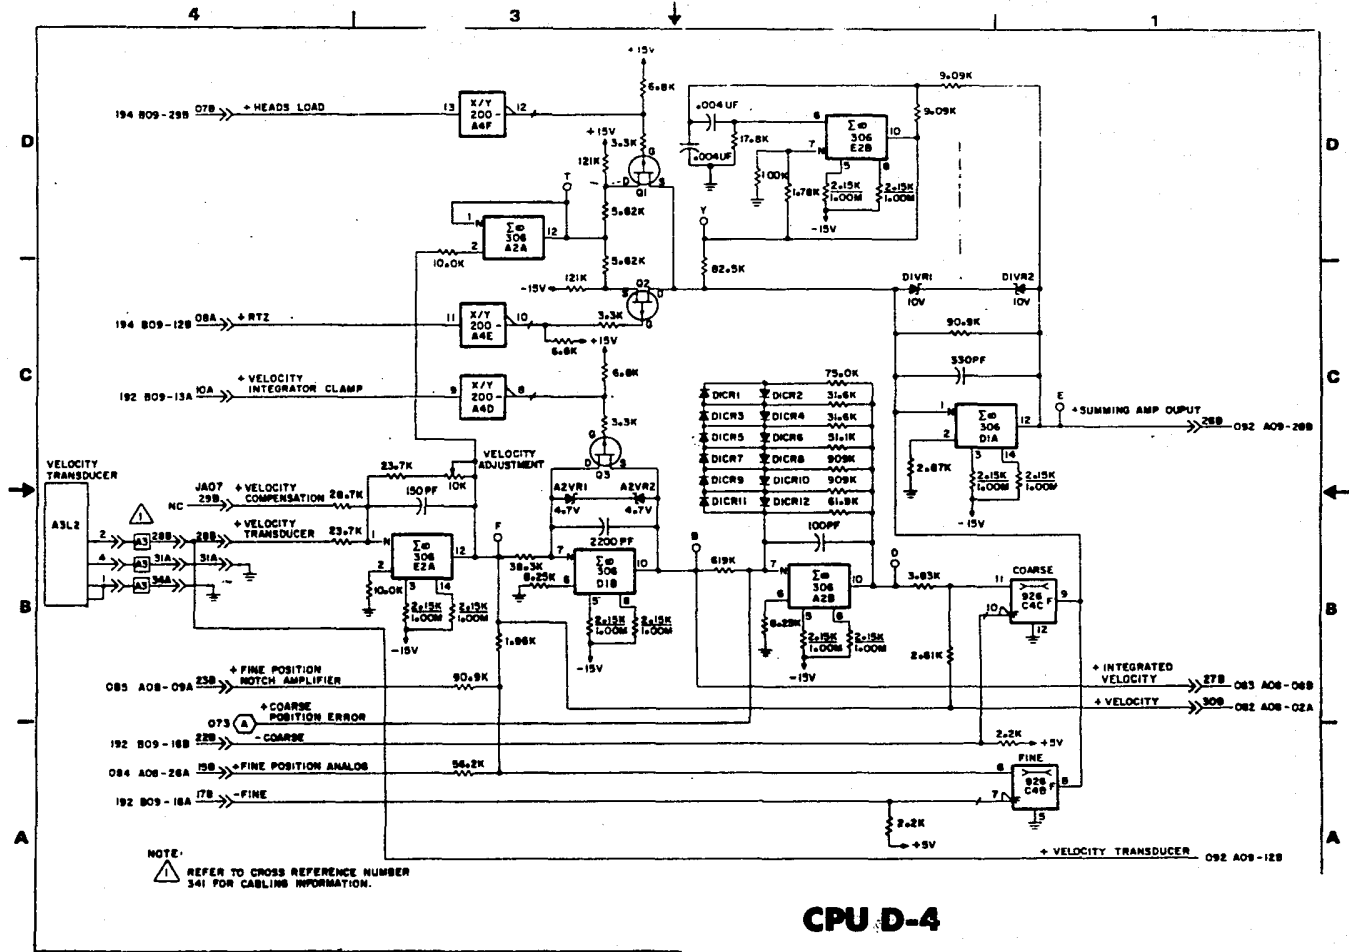 4 3 1
+15V
6.8K
9.09K
194 B09-29B 07B + HEADS LOAD 13 X/Y 200- A4F 12
.004UF 6 Σ∞ 306 E2B 10 9.09K
D +15V 3.3K G 17.8K D
.004UF 7 N 5 8
121K D S Q1
100K 1.78K 2.15K 1.00M 2.15K 1.00M
T -15V
1 N Σ∞ 306 A2A 12 5.62K Y
2 10.0K
5.62K 82.5K
121K Q2 DIVR1 DIVR2
-15V S D 10V 10V
194 B09-12B 08A + RTZ 11 X/Y 200- A4E 10 3.3K G
6.8K +15V 90.9K
C 6.8K 330PF C
192 B09-13A 10A + VELOCITY INTEGRATOR CLAMP 9 X/Y 200- A4D 8
75.0K
DICR1 DICR2 31.6K
3.3K DICR3 DICR4 31.6K
E + SUMMING AMP OUPUT 28B 092 A09-28B
1 N Σ∞ 306 D1A 12
2 3 14
G D S Q3 DICR5 DICR6 51.1K
VELOCITY ADJUSTMENT DICR7 DICR8 909K
23.7K 10K DICR9 DICR10 909K
2.87K 2.15K 1.00M 2.15K 1.00M
VELOCITY TRANSDUCER
JA07
NC 29B + VELOCITY COMPENSATION 28.7K 150PF
A2VR1 4.7V A2VR2 4.7V DICR11 DICR12 61.9K
-15V
A3L2 1 100PF
2 A3 28B 28B + VELOCITY TRANSDUCER 23.7K 1 N Σ∞ 306 E2A 12
F 38.3K 2200PF
7 N Σ∞ 306 D1B 10 B 619K 7 N Σ∞ 306 A2B 10 D 3.83K
COARSE 11 926 C4C F 9
10 12
4 A3 31A 31A
1 A3 34A
2 10.0K 3 14
8.25K 6 5 8
6 8.25K 5
B 2.15K 1.00M 2.15K 1.00M 2.15K 1.00M 2.15K 1.00M 2.15K 1.00M 2.15K 1.00M B
-15V 1.96K -15V -15V 2.61K
085 A08-09A 23B + FINE POSITION NOTCH AMPLIFIER 90.9K
+ INTEGRATED VELOCITY 27B 083 A08-08B
+ VELOCITY 30B 082 A08-02A
073 A + COARSE POSITION ERROR
192 B09-16B 22B - COARSE 2.2K +5V
084 A08-26A 15B +FINE POSITION ANALOG 56.2K
FINE 6 926 C4B F 8
7 5
192 B09-18A 17B -FINE
A 2.2K A
+5V
+ VELOCITY TRANSDUCER 092 A09-12B
NOTE:
1 REFER TO CROSS REFERENCE NUMBER
341 FOR CABLING INFORMATION.
CPU D-4